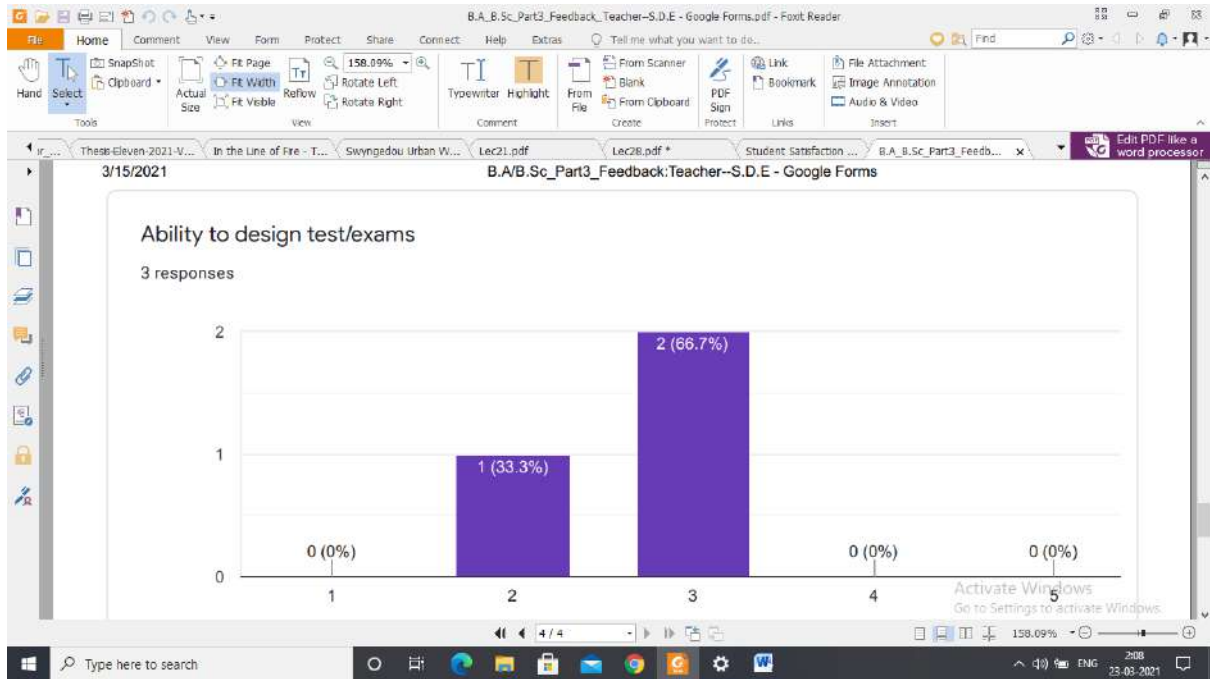 B.A_B.Sc_Part3_Feedback_Teacher--S.D.E - Google Forms.pdf - Foxit Reader
File Home Comment View Form Protect Share Connect Help Extras Tell me what you want to do... Find
Hand
Select
SnapShot
Clipboard
Tools
Actual Size
Fit Page
Fit Width
Fit Visible
Reflow
158.09%
Rotate Left
Rotate Right
View
Typewriter Highlight
Comment
From File
From Scanner
Blank
From Clipboard
Create
PDF Sign
Protect
Link
Bookmark
Links
File Attachment
Image Annotation
Audio & Video
Insert
Thesis-Eleven-2021-V... In the Line of Fire - T... Swyngedou Urban W... Lec21.pdf Lec28.pdf * Student Satisfaction ... B.A_B.Sc_Part3_Feedb... x
Edit PDF like a
word processor
3/15/2021 B.A/B.Sc_Part3_Feedback:Teacher--S.D.E - Google Forms
Ability to design test/exams
3 responses
2
2 (66.7%)
1
1 (33.3%)
0 (0%) 0 (0%) 0 (0%)
0
1 2 3 4 5
Activate Windows
Go to Settings to activate Windows.
4 / 4 158.09%
Type here to search
ENG
2:08
23-03-2021